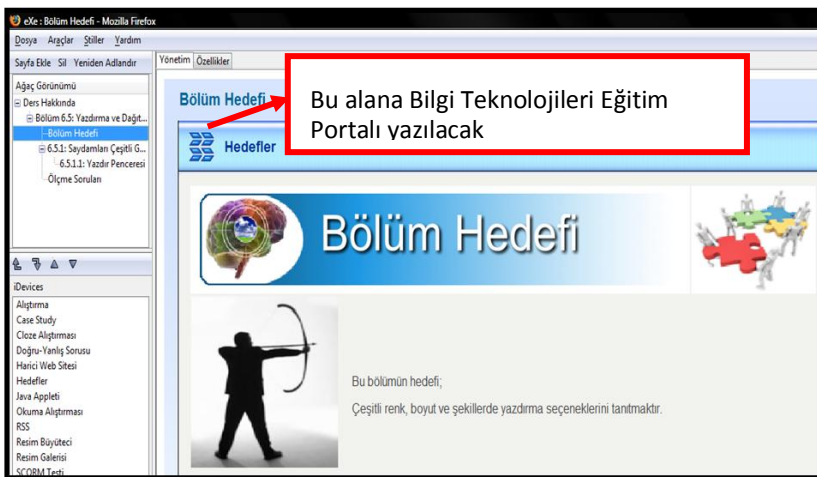 eXe : Bölüm Hedefi - Mozilla Firefox
Dosya Araçlar Stiller Yardım
Sayfa Ekle Sil Yeniden Adlandır
Yönetim Özellikler
Ağaç Görünümü
Ders Hakkında
Bölüm 6.5: Yazdırma ve Dağıt...
Bölüm Hedefi
6.5.1: Saydamları Çeşitli G...
6.5.1.1: Yazdır Penceresi
Ölçme Soruları
iDevices
Alıştırma
Case Study
Cloze Alıştırması
Doğru-Yanlış Sorusu
Harici Web Sitesi
Hedefler
Java Appleti
Okuma Alıştırması
RSS
Resim Büyüteci
Resim Galerisi
SCORM Testi
Bölüm Hedefi
Bu alana Bilgi Teknolojileri Eğitim
Portalı yazılacak
Hedefler
Bölüm Hedefi
Bu bölümün hedefi;
Çeşitli renk, boyut ve şekillerde yazdırma seçeneklerini tanıtmaktır.